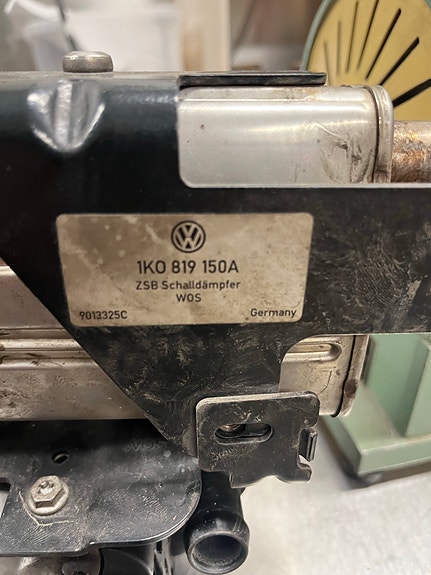 1K0 819 150A
ZSB Schalldämpfer
WOS
9013325C Germany